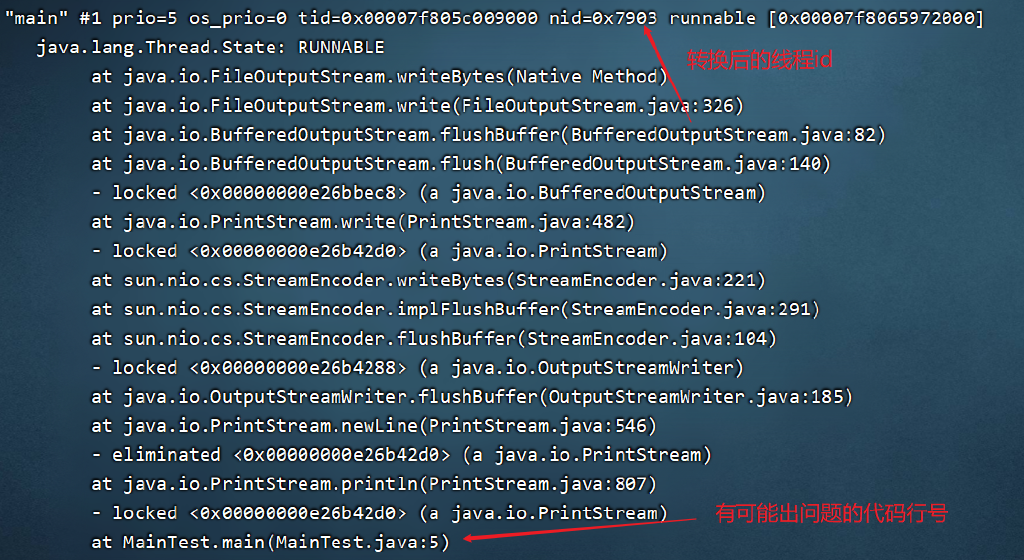 "main" #1 prio=5 os_prio=0 tid=0x00007f805c009000 nid=0x7903 runnable [0x00007f8065972000]
java.lang.Thread.State: RUNNABLE
转换后的线程id
at java.io.FileOutputStream.writeBytes(Native Method)
at java.io.FileOutputStream.write(FileOutputStream.java:326)
at java.io.BufferedOutputStream.flushBuffer(BufferedOutputStream.java:82)
at java.io.BufferedOutputStream.flush(BufferedOutputStream.java:140)
- locked <0x00000000e26bbec8> (a java.io.BufferedOutputStream)
at java.io.PrintStream.write(PrintStream.java:482)
- locked <0x00000000e26b42d0> (a java.io.PrintStream)
at sun.nio.cs.StreamEncoder.writeBytes(StreamEncoder.java:221)
at sun.nio.cs.StreamEncoder.implFlushBuffer(StreamEncoder.java:291)
at sun.nio.cs.StreamEncoder.flushBuffer(StreamEncoder.java:104)
- locked <0x00000000e26b4288> (a java.io.OutputStreamWriter)
at java.io.OutputStreamWriter.flushBuffer(OutputStreamWriter.java:185)
at java.io.PrintStream.newLine(PrintStream.java:546)
- eliminated <0x00000000e26b42d0> (a java.io.PrintStream)
at java.io.PrintStream.println(PrintStream.java:807)
- locked <0x00000000e26b42d0> (a java.io.PrintStream)
有可能出问题的代码行号
at MainTest.main(MainTest.java:5)